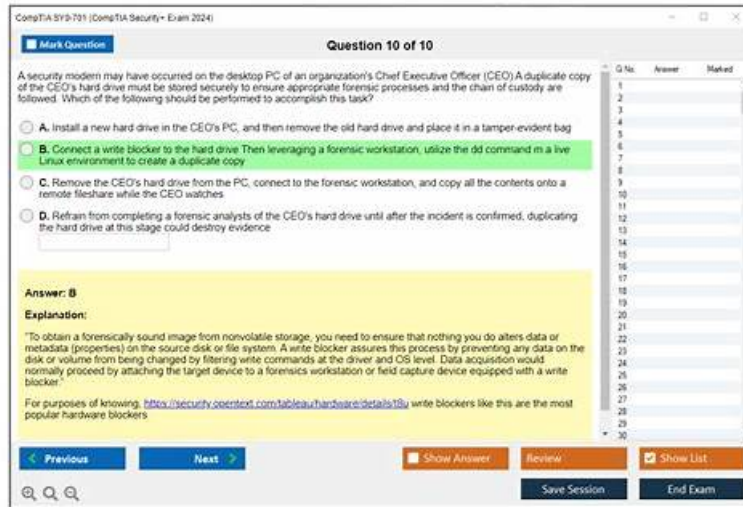 CompTIA SY0-701 (CompTIA Security+ Exam 2024)
Mark Question
Question 10 of 10
A security modern may have occurred on the desktop PC of an organization's Chief Executive Officer (CEO) A duplicate copy
of the CEO's hard drive must be stored securely to ensure appropriate forensic processes and the chain of custody are
followed. Which of the following should be performed to accomplish this task?
A. Install a new hard drive in the CEO's PC, and then remove the old hard drive and place it in a tamper-evident bag
B. Connect a write blocker to the hard drive Then leveraging a forensic workstation, utilize the dd command m a live
Linux environment to create a duplicate copy
C. Remove the CEO's hard drive from the PC, connect to the forensic workstation, and copy all the contents onto a
remote fileshare while the CEO watches
D. Refrain from completing a forensic analysts of the CEO's hard drive until after the incident is confirmed, duplicating
the hard drive at this stage could destroy evidence
Answer: B
Explanation:
"To obtain a forensically sound image from nonvolatile storage, you need to ensure that nothing you do alters data or
metadata (properties) on the source disk or file system. A write blocker assures this process by preventing any data on the
disk or volume from being changed by filtering write commands at the driver and OS level. Data acquisition would
normally proceed by attaching the target device to a forensics workstation or field capture device equipped with a write
blocker."
For purposes of knowing, https://security.opentext.com/tableau/hardware/details/t8u write blockers like this are the most
popular hardware blockers
Q No. Answer Marked
1
2
3
4
5
6
7
8
9
10
11
12
13
14
15
16
17
18
19
20
21
22
23
24
25
26
27
28
29
30
Previous
Next
Show Answer
Review
Show List
Save Session
End Exam